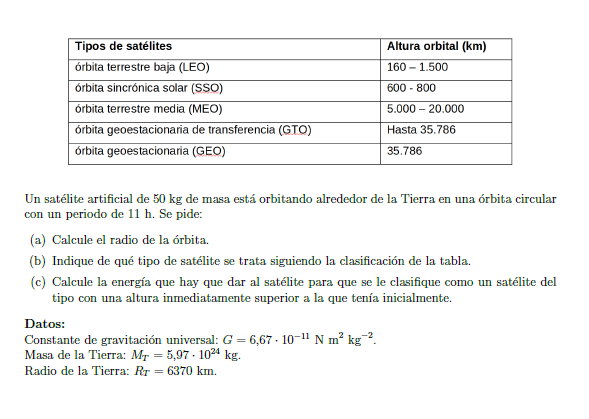 Tipos de satélites Altura orbital (km)
órbita terrestre baja (LEO) 160 – 1.500
órbita sincrónica solar (SSO) 600 - 800
órbita terrestre media (MEO) 5.000 – 20.000
órbita geoestacionaria de transferencia (GTO) Hasta 35.786
órbita geoestacionaria (GEO) 35.786
Un satélite artificial de 50 kg de masa está orbitando alrededor de la Tierra en una órbita circular
con un periodo de 11 h. Se pide:
(a) Calcule el radio de la órbita.
(b) Indique de qué tipo de satélite se trata siguiendo la clasificación de la tabla.
(c) Calcule la energía que hay que dar al satélite para que se le clasifique como un satélite del
tipo con una altura inmediatamente superior a la que tenía inicialmente.
Datos:
Constante de gravitación universal: G = 6,67 · 10⁻¹¹ N m² kg⁻².
Masa de la Tierra: M_T = 5,97 · 10²⁴ kg.
Radio de la Tierra: R_T = 6370 km.